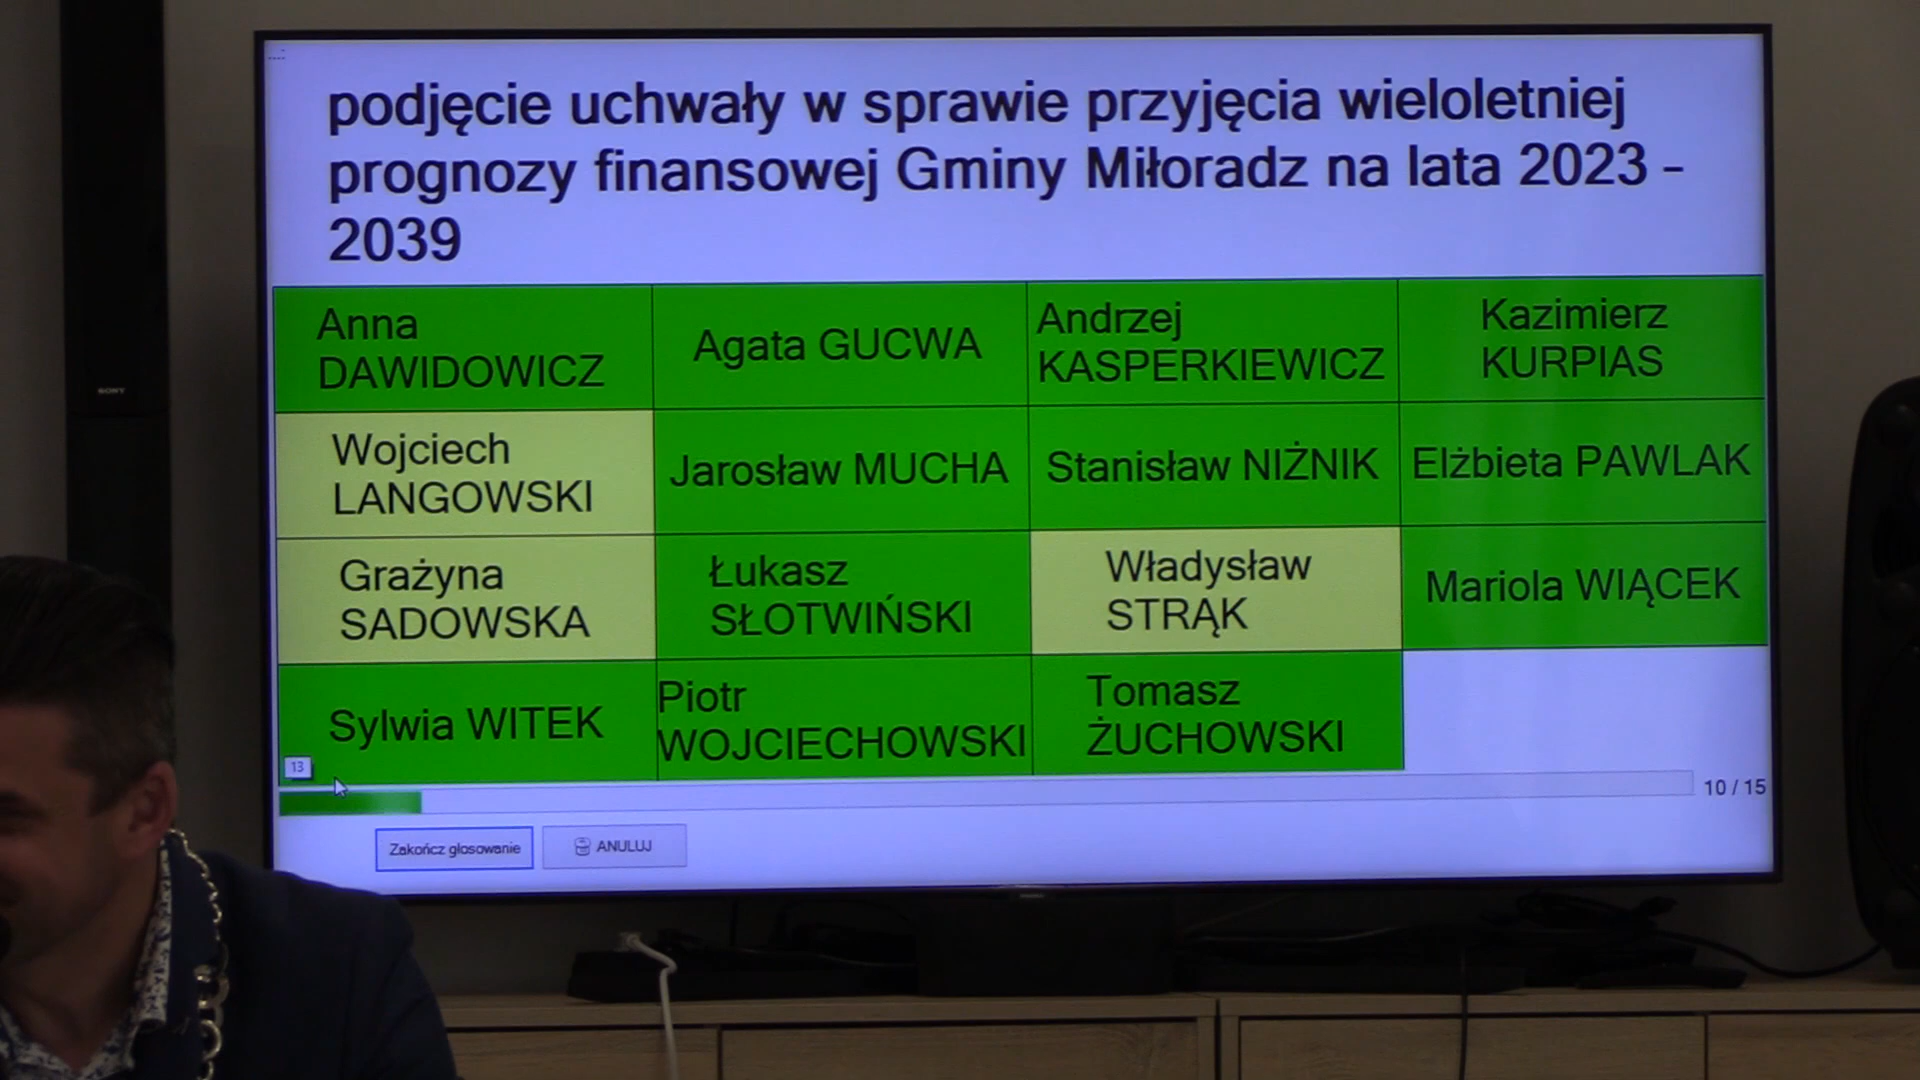 podjęcie uchwały w sprawie przyjęcia wieloletniej
prognozy finansowej Gminy Miłoradz na lata 2023 –
2039
Anna
DAWIDOWICZ
Agata GUCWA
Andrzej
KASPERKIEWICZ
Kazimierz
KURPIAS
Wojciech
LANGOWSKI
Jarosław MUCHA
Stanisław NIŻNIK
Elżbieta PAWLAK
Grażyna
SADOWSKA
Łukasz
SŁOTWIŃSKI
Władysław
STRĄK
Mariola WIĄCEK
Sylwia WITEK
Piotr
WOJCIECHOWSKI
Tomasz
ŻUCHOWSKI
13
10 / 15
Zakończ głosowanie
ANULUJ
SONY